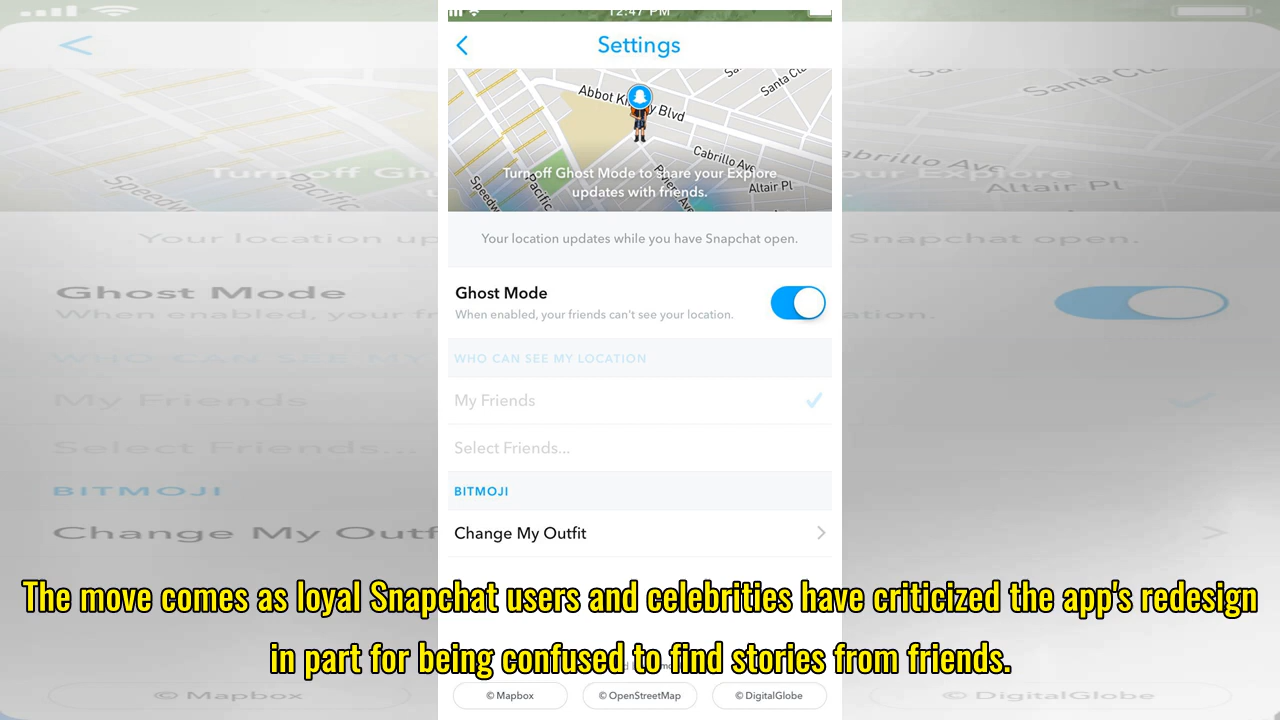 12:47 PM
Settings
Abbot Kinney Blvd
Santa Cl
Cabrillo Ave
Altair Pl
Speedw
Pacific
Turn off Ghost Mode to share your Explore
updates with friends.
Your location updates while you have Snapchat open.
Ghost Mode
When enabled, your friends can't see your location.
WHO CAN SEE MY LOCATION
My Friends
Select Friends...
BITMOJI
Change My Outfit
The move comes as loyal Snapchat users and celebrities have criticized the app's redesign
in part for being confused to find stories from friends.
© Mapbox
© OpenStreetMap
© DigitalGlobe